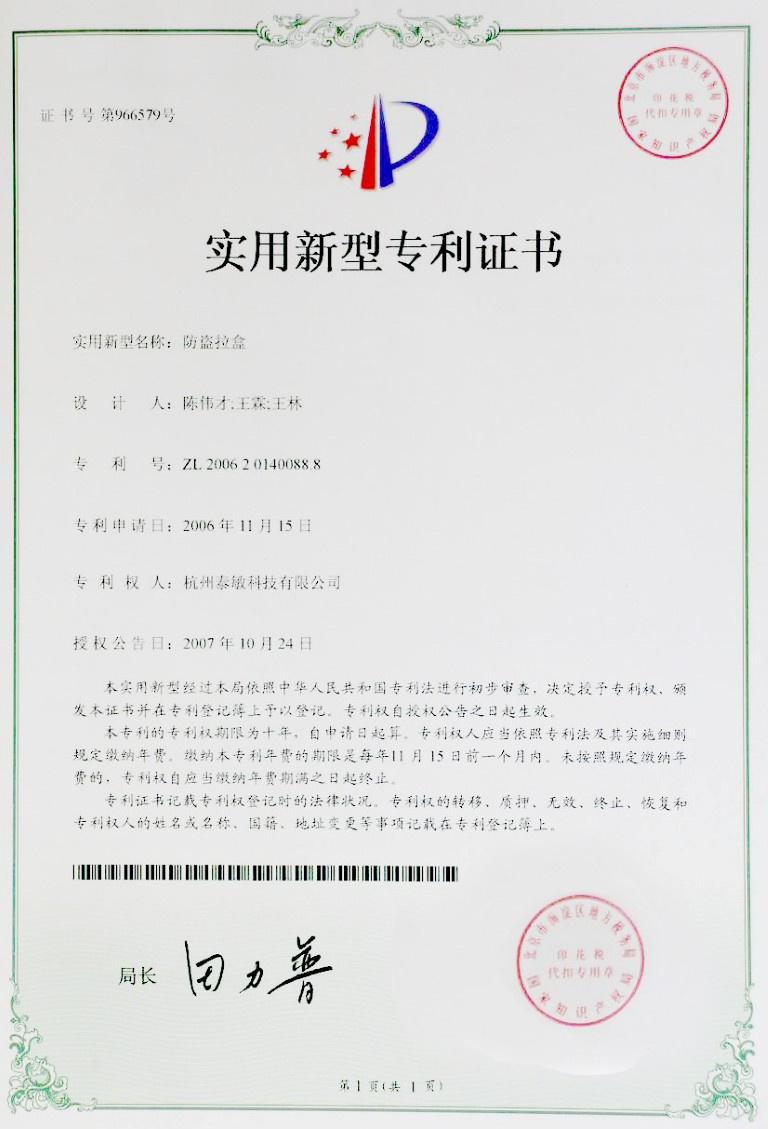 证书号第966579号
北京市海淀区地方税务局
印花税
代扣专用章
国家知识产权局
实用新型专利证书
实用新型名称：防盗拉盒
设计人：陈伟才;王霖;王林
专利号：ZL 2006 2 0140088.8
专利申请日：2006年11月15日
专利权人：杭州泰敏科技有限公司
授权公告日：2007年10月24日
本实用新型经过本局依照中华人民共和国专利法进行初步审查，决定授予专利权、颁
发本证书并在专利登记簿上予以登记。专利权自授权公告之日起生效。
本专利的专利权期限为十年，自申请日起算。专利权人应当依照专利法及其实施细则
规定缴纳年费。缴纳本专利年费的期限是每年11月15日前一个月内。未按照规定缴纳年
费的，专利权自应当缴纳年费期满之日起终止。
专利证书记载专利权登记时的法律状况。专利权的转移、质押、无效、终止、恢复和
专利权人的姓名或名称、国籍、地址变更等事项记载在专利登记簿上。
局长 田力普
北京市海淀区地方税务局
印花税
代扣专用章
国家知识产权局
第1页(共1页)